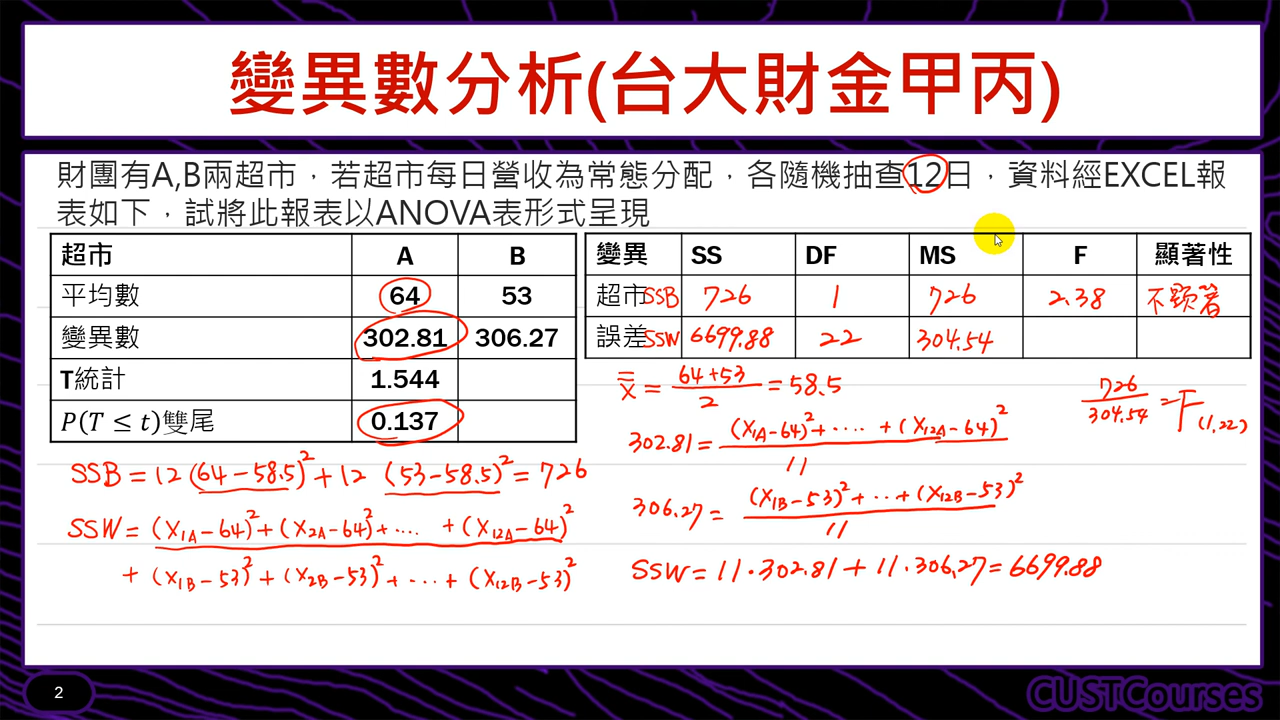 變異數分析(台大財金甲丙)
財團有A,B兩超市，若超市每日營收為常態分配，各隨機抽查12日，資料經EXCEL報
表如下，試將此報表以ANOVA表形式呈現
超市 A B
平均數 64 53
變異數 302.81 306.27
T統計 1.544
P(T ≤ t)雙尾 0.137
變異 SS DF MS F 顯著性
超市 SSB 726 1 726 2.38 不顯著
誤差 SSW 6699.88 22 304.54
x̿ = (64+53)/2 = 58.5
726/304.54 = F(1,22)
302.81 = ((X1A-64)²+....+(X12A-64)²)/11
306.27 = ((X1B-53)²+..+(X12B-53)²)/11
SSB = 12(64-58.5)²+12(53-58.5)² = 726
SSW = (X1A-64)²+(X2A-64)²+....+(X12A-64)²
+(X1B-53)²+(X2B-53)²+...+(X12B-53)²
SSW = 11·302.81+11·306.27 = 6699.88
2
CUSTCourses